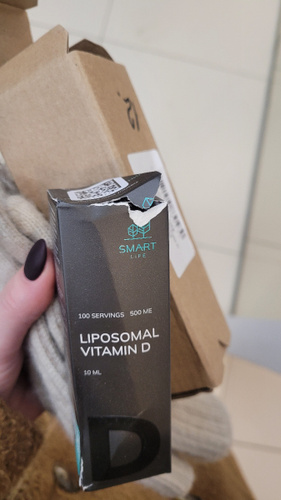 SMART
LIFE
100 SERVINGS 500 ME
LIPOSOMAL
VITAMIN D
10 ML
D